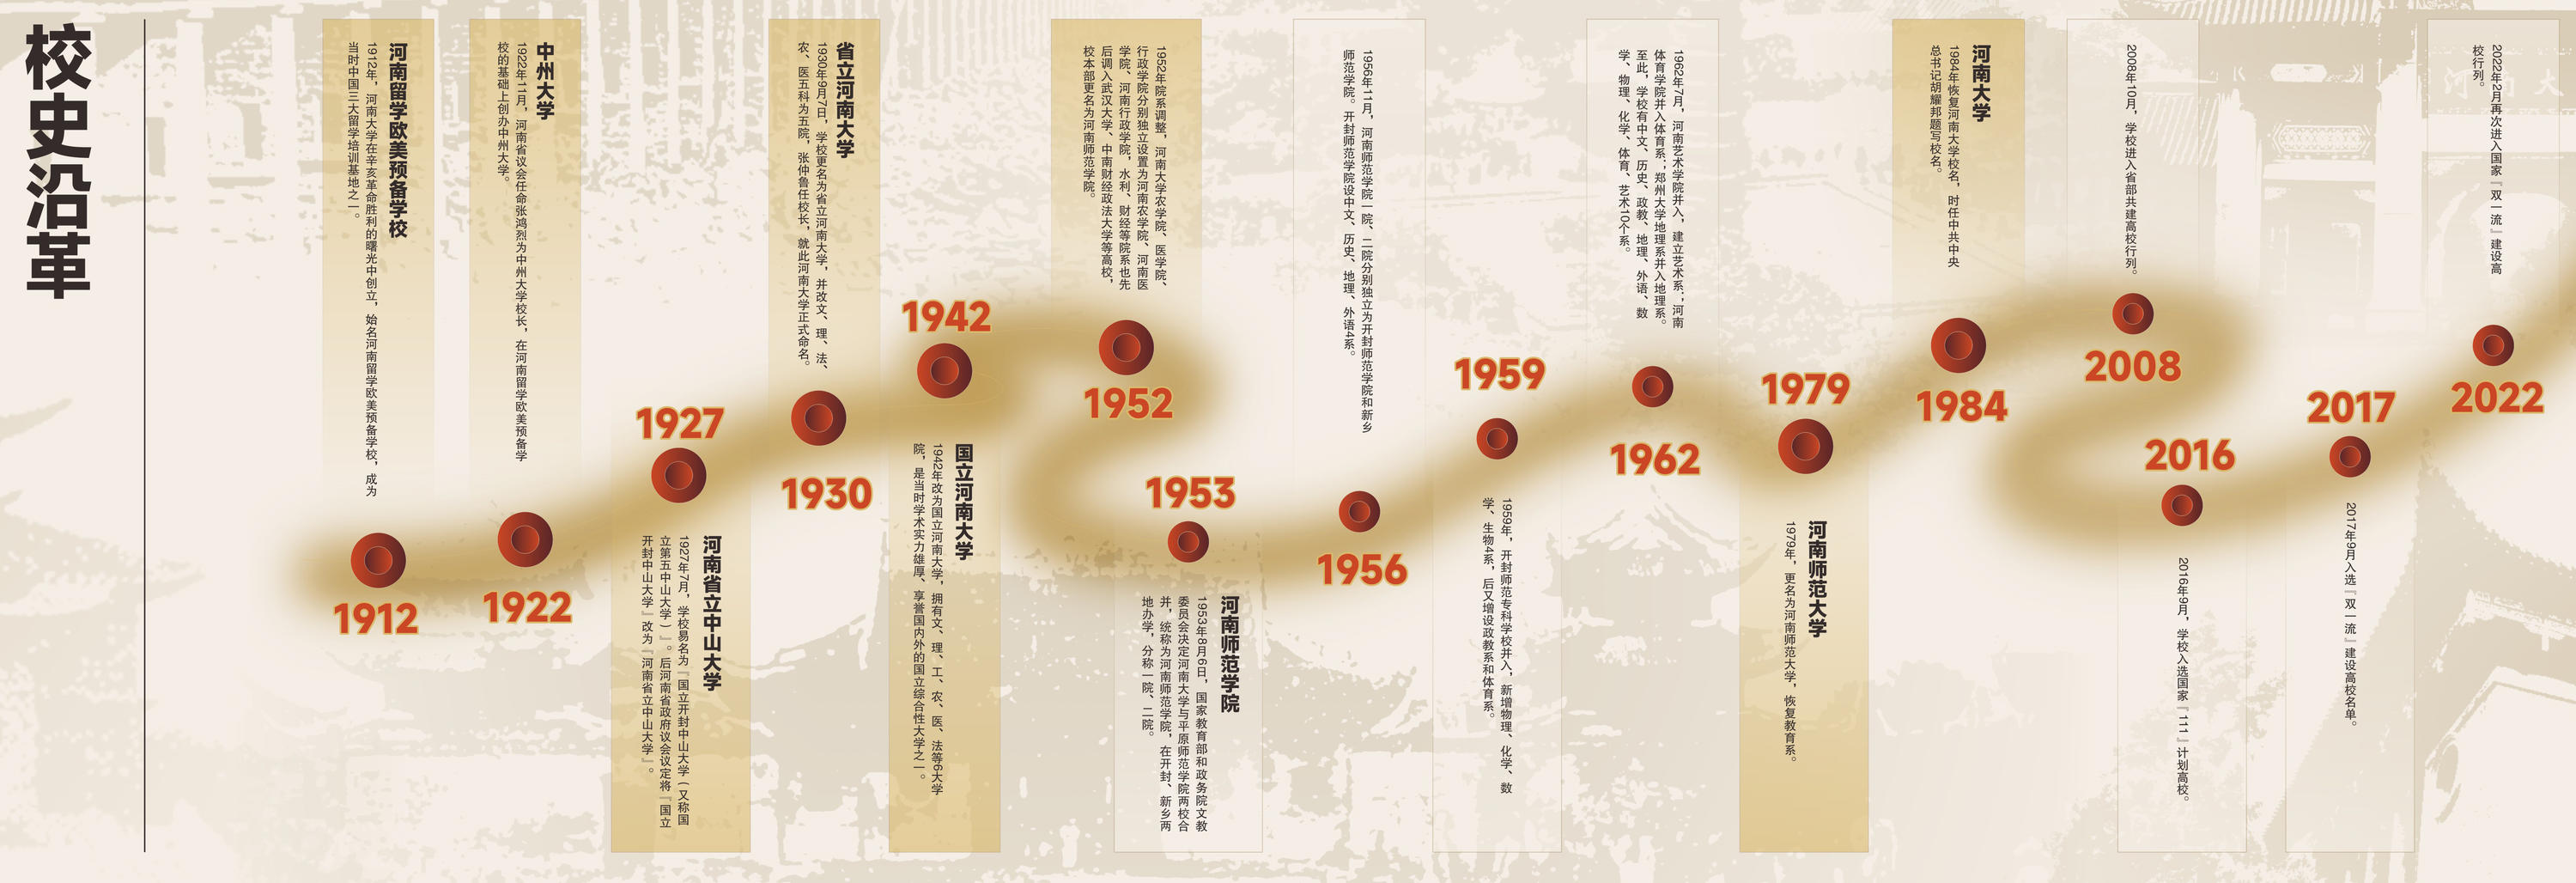 校史沿革
河南留学欧美预备学校
1912年，河南大学在辛亥革命胜利的曙光中创立，始名河南留学欧美预备学校，成为
当时中国三大留学培训基地之一。
1912
中州大学
1922年11月，河南省议会任命张鸿烈为中州大学校长，在河南留学欧美预备学
校的基础上创办中州大学。
1922
1927
河南省立中山大学
1927年7月，学校易名为『国立开封中山大学（又称国
立第五中山大学）』。后河南省政府议会议定将『国立
开封中山大学』改为『河南省立中山大学』。
省立河南大学
1930年9月7日，学校更名为省立河南大学，并改文、理、法、
农、医五科为五院，张仲鲁任校长，就此河南大学正式命名。
1930
1942
国立河南大学
1942年改为国立河南大学，拥有文、理、工、农、医、法等6大学
院，是当时学术实力雄厚、享誉国内外的国立综合性大学之一。
1952年院系调整，河南大学农学院、医学院、
行政学院分别独立设置为河南农学院、河南医
学院、河南行政学院，水利、财经等院系也先
后调入武汉大学、中南财经政法大学等高校，
校本部更名为河南师范学院。
1952
1953
河南师范学院
1953年8月6日，国家教育部和政务院文教
委员会决定河南大学与平原师范学院两校合
并，统称为河南师范学院，在开封、新乡两
地办学，分称一院、二院。
1956年11月，河南师范学院一院、二院分别独立为开封师范学院和新乡
师范学院。开封师范学院设中文、历史、地理、外语4系。
1956
1959
1959年，开封师范专科学校并入，新增物理、化学、数
学、生物4系，后又增设政教系和体育系。
1962年7月，河南艺术学院并入，建立艺术系；河南
体育学院并入体育系；郑州大学地理系并入地理系。
至此，学校有中文、历史、政教、地理、外语、数
学、物理、化学、体育、艺术10个系。
1962
1979
河南师范大学
1979年，更名为河南师范大学，恢复教育系。
河南大学
1984年恢复河南大学校名，时任中共中央
总书记胡耀邦题写校名。
1984
2008年10月，学校进入省部共建高校行列。
2008
2016
2016年9月，学校入选国家『111』计划高校。
2017
2017年9月入选『双一流』建设高校名单。
2022年2月再次进入国家『双一流』建设高
校行列。
2022